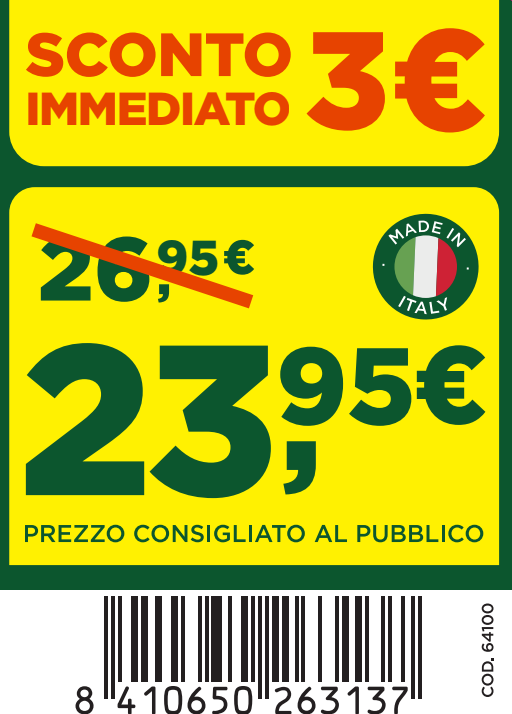 SCONTO
IMMEDIATO
3€
26,95€
MADE IN
ITALY
23,95€
PREZZO CONSIGLIATO AL PUBBLICO
8 410650 263137
COD. 64100